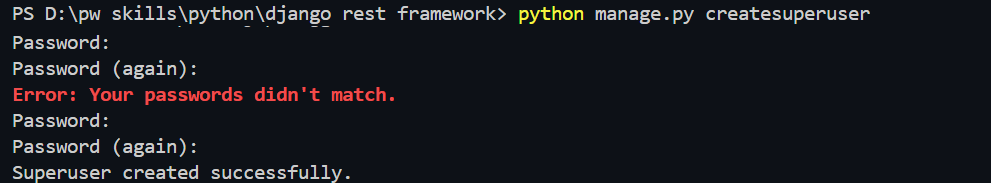 PS D:\pw skills\python\django rest framework> python manage.py createsuperuser
Password:
Password (again):
Error: Your passwords didn't match.
Password:
Password (again):
Superuser created successfully.